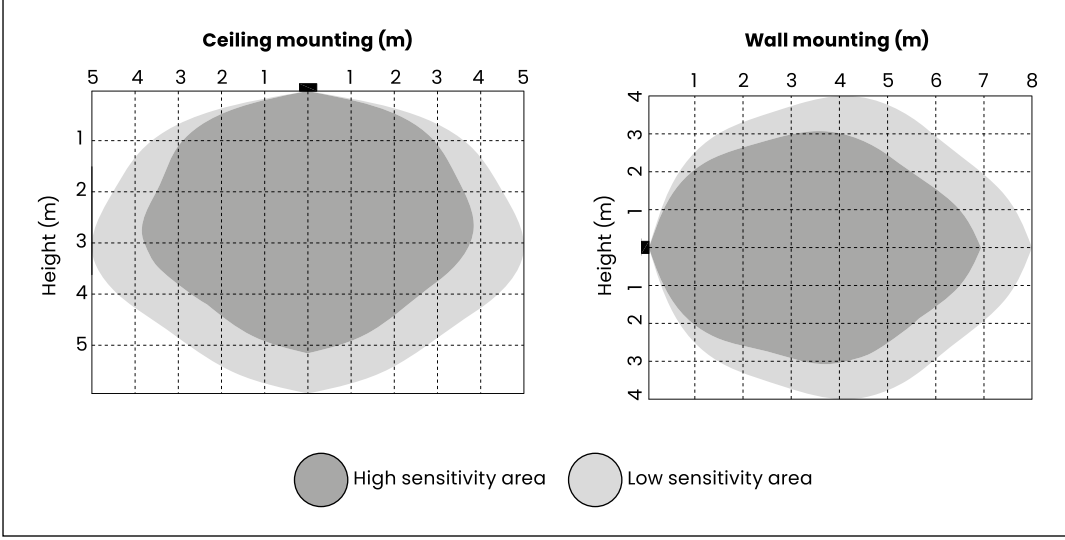 Ceiling mounting (m)
5 4 3 2 1 1 2 3 4 5
Height (m)
1
2
3
4
5
Wall mounting (m)
1 2 3 4 5 6 7 8
Height (m)
4
3
2
1
1
2
3
4
High sensitivity area
Low sensitivity area